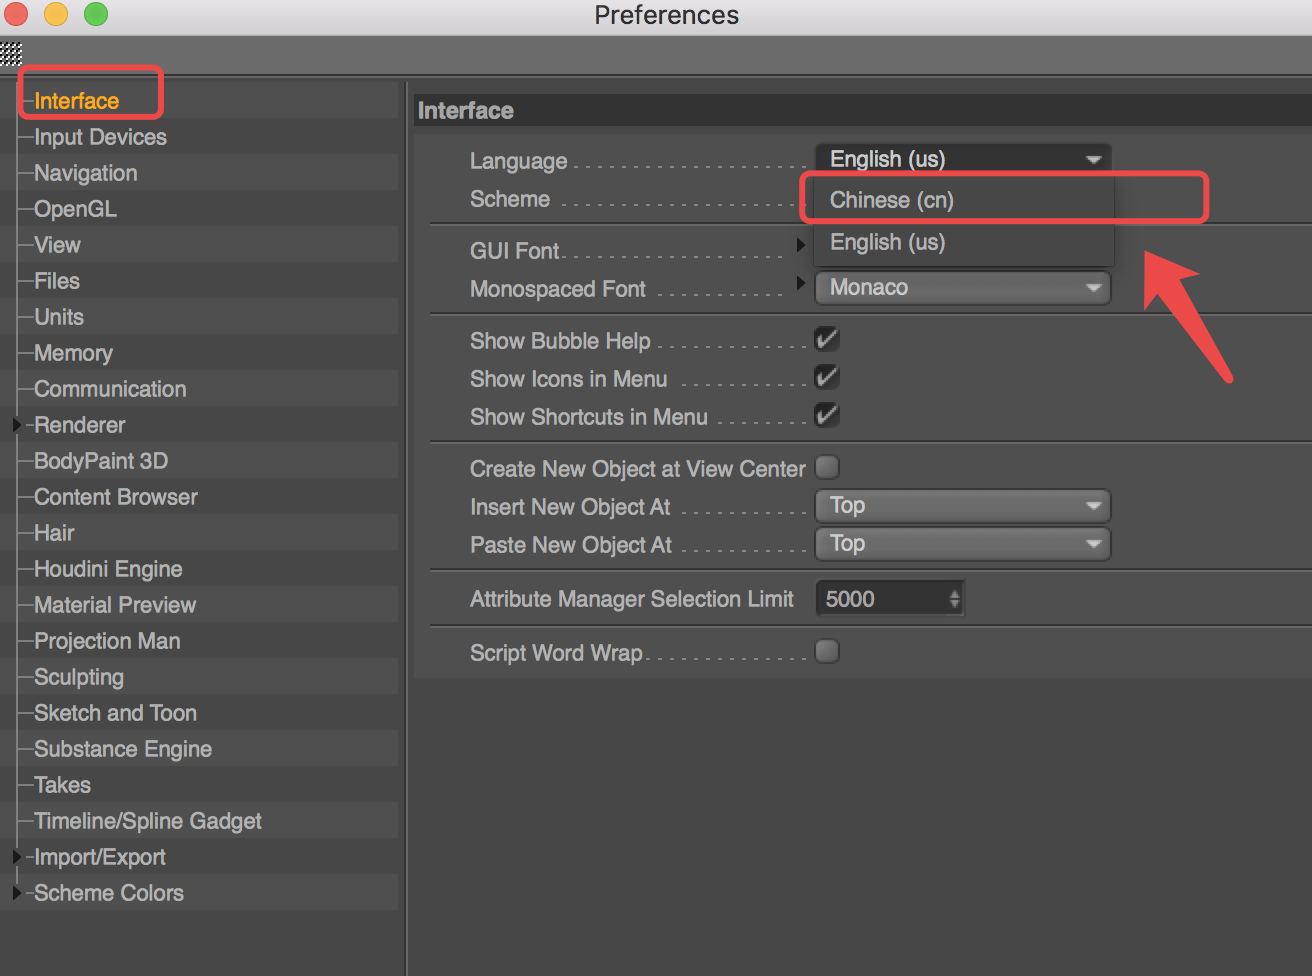 Preferences
Interface
Input Devices
Navigation
OpenGL
View
Files
Units
Memory
Communication
Renderer
BodyPaint 3D
Content Browser
Hair
Houdini Engine
Material Preview
Projection Man
Sculpting
Sketch and Toon
Substance Engine
Takes
Timeline/Spline Gadget
Import/Export
Scheme Colors
Interface
Language English (us)
Scheme Chinese (cn)
English (us)
GUI Font
Monospaced Font Monaco
Show Bubble Help
Show Icons in Menu
Show Shortcuts in Menu
Create New Object at View Center
Insert New Object At Top
Paste New Object At Top
Attribute Manager Selection Limit 5000
Script Word Wrap